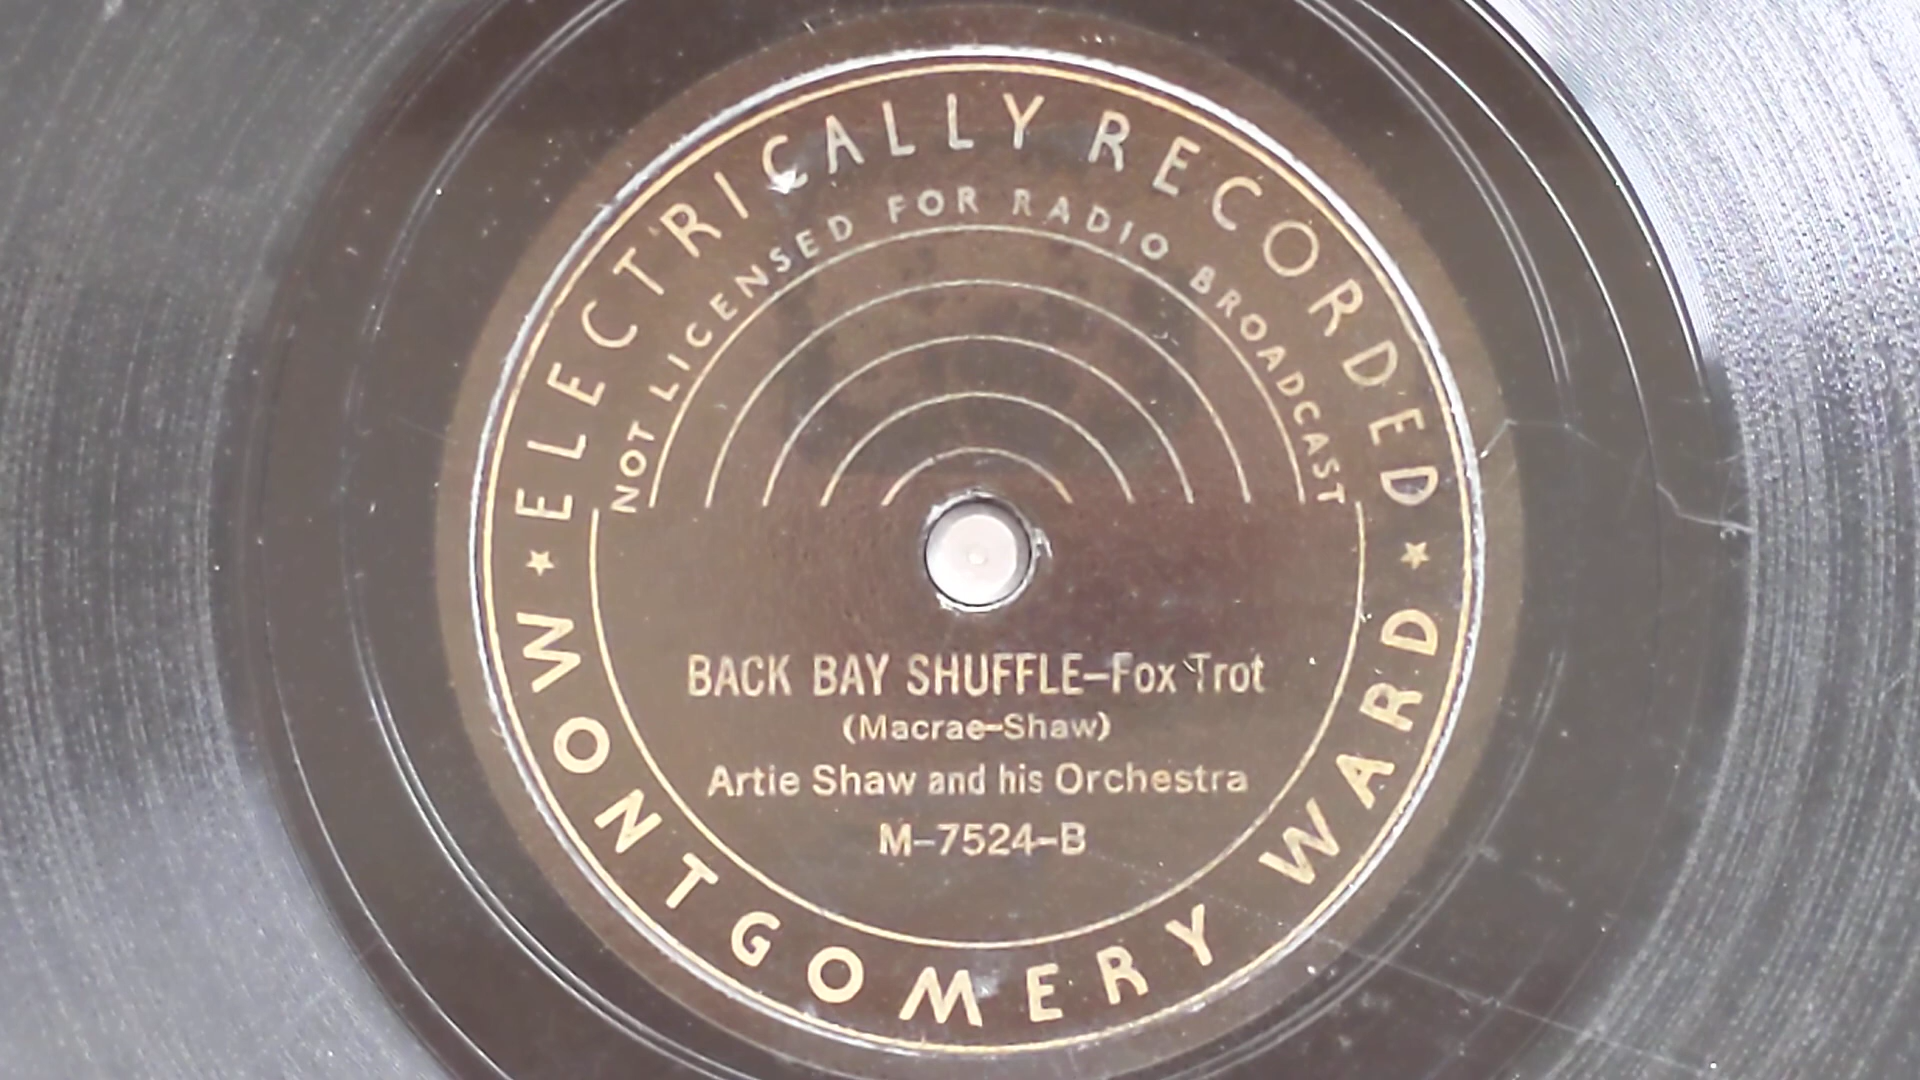 ★ ELECTRICALLY RECORDED ★
NOT LICENSED FOR RADIO BROADCAST
BACK BAY SHUFFLE–Fox Trot
(Macrae–Shaw)
Artie Shaw and his Orchestra
M–7524–B
MONTGOMERY WARD